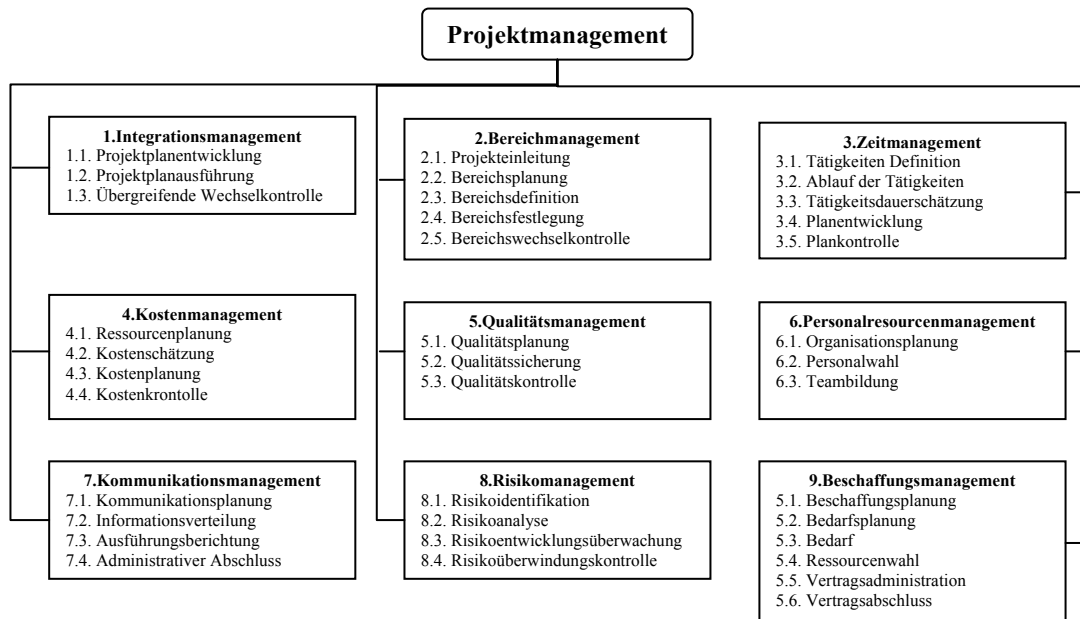 Projektmanagement
1.Integrationsmanagement
1.1. Projektplanentwicklung
1.2. Projektplanausführung
1.3. Übergreifende Wechselkontrolle
2.Bereichmanagement
2.1. Projekteinleitung
2.2. Bereichsplanung
2.3. Bereichsdefinition
2.4. Bereichsfestlegung
2.5. Bereichswechselkontrolle
3.Zeitmanagement
3.1. Tätigkeiten Definition
3.2. Ablauf der Tätigkeiten
3.3. Tätigkeitsdauerschätzung
3.4. Planentwicklung
3.5. Plankontrolle
4.Kostenmanagement
4.1. Ressourcenplanung
4.2. Kostenschätzung
4.3. Kostenplanung
4.4. Kostenkrontolle
5.Qualitätsmanagement
5.1. Qualitätsplanung
5.2. Qualitätssicherung
5.3. Qualitätskontrolle
6.Personalresourcenmanagement
6.1. Organisationsplanung
6.2. Personalwahl
6.3. Teambildung
7.Kommunikationsmanagement
7.1. Kommunikationsplanung
7.2. Informationsverteilung
7.3. Ausführungsberichtung
7.4. Administrativer Abschluss
8.Risikomanagement
8.1. Risikoidentifikation
8.2. Risikoanalyse
8.3. Risikoentwicklungsüberwachung
8.4. Risikoüberwindungskontrolle
9.Beschaffungsmanagement
5.1. Beschaffungsplanung
5.2. Bedarfsplanung
5.3. Bedarf
5.4. Ressourcenwahl
5.5. Vertragsadministration
5.6. Vertragsabschluss